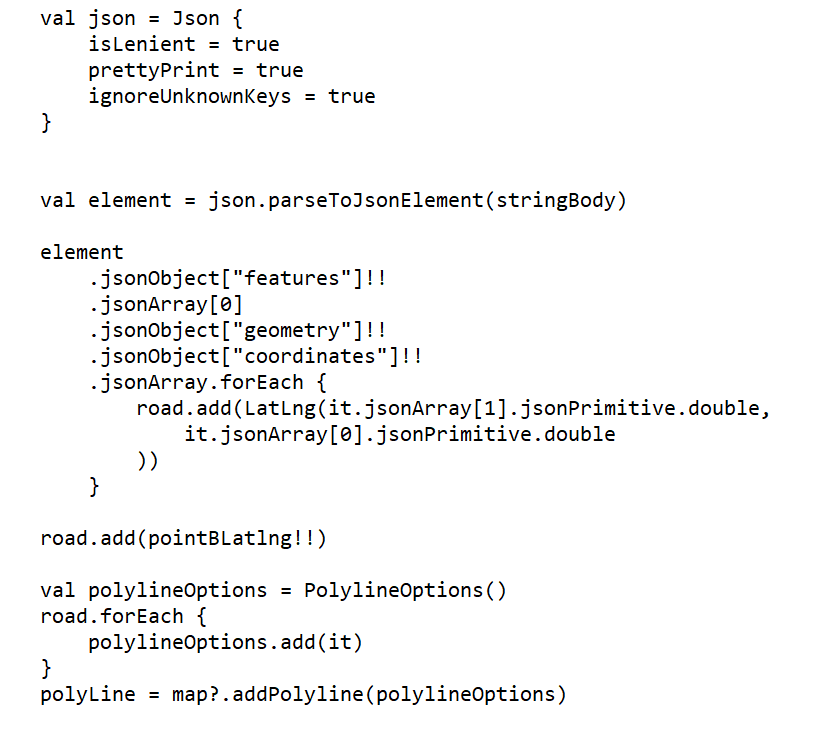 val json = Json {
    isLenient = true
    prettyPrint = true
    ignoreUnknownKeys = true
}

val element = json.parseToJsonElement(stringBody)

element
    .jsonObject["features"]!!
    .jsonArray[0]
    .jsonObject["geometry"]!!
    .jsonObject["coordinates"]!!
    .jsonArray.forEach {
        road.add(LatLng(it.jsonArray[1].jsonPrimitive.double,
            it.jsonArray[0].jsonPrimitive.double
        ))
    }

road.add(pointBLatlng!!)

val polylineOptions = PolylineOptions()
road.forEach {
    polylineOptions.add(it)
}
polyLine = map?.addPolyline(polylineOptions)